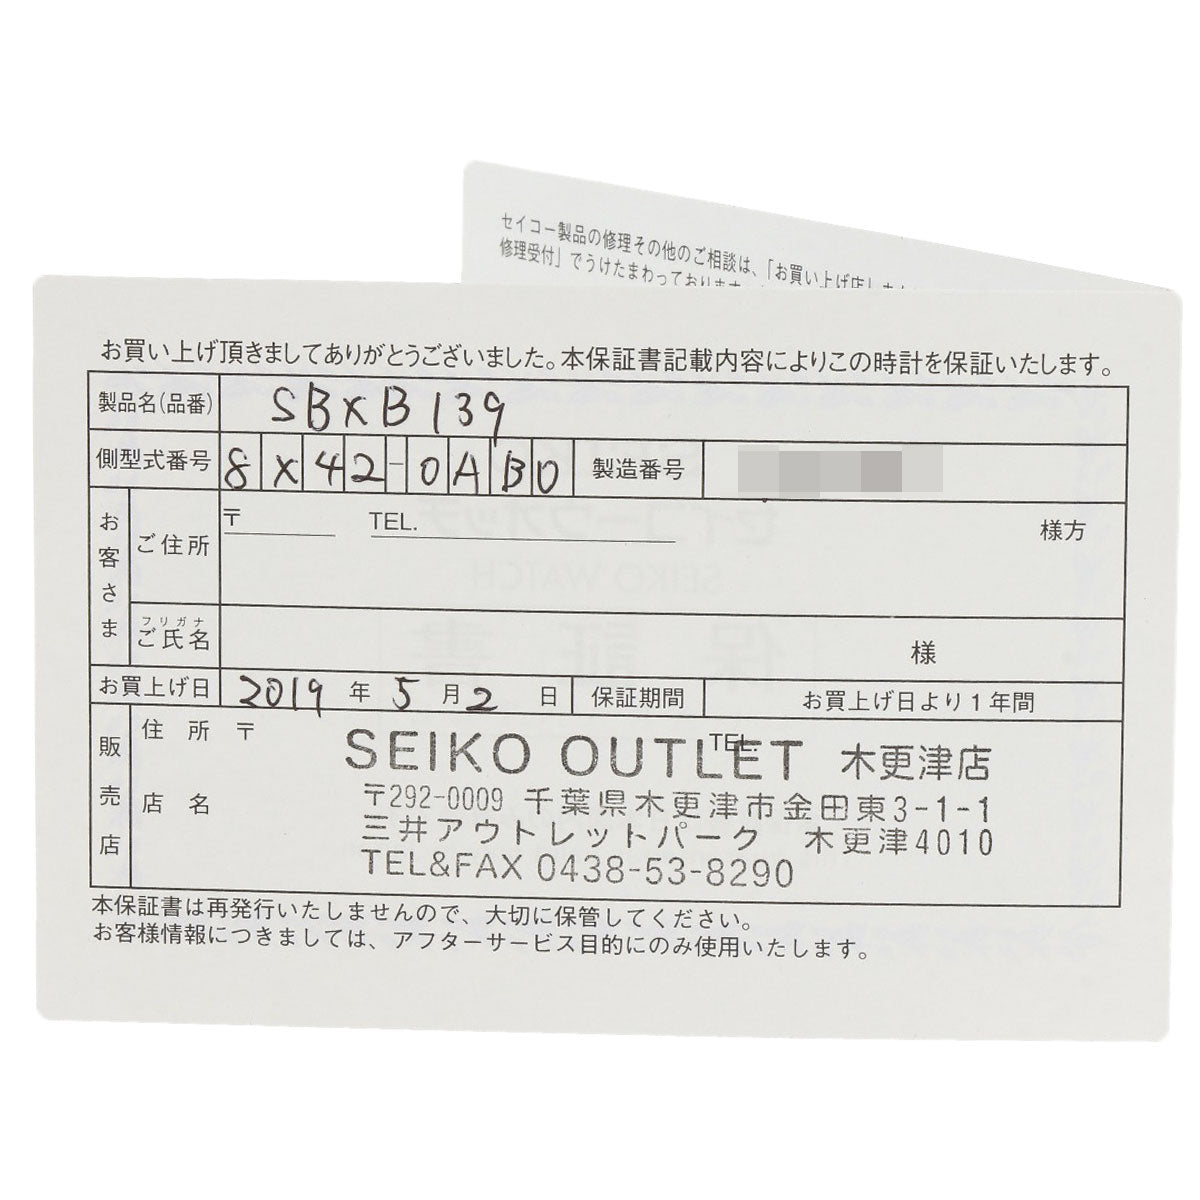 セイコー製品の修理その他のご相談は、「お買い上げ店
修理受付」でうけたまわっております
お買い上げ頂きましてありがとうございました。本保証書記載内容によりこの時計を保証いたします。
製品名(品番) SBXB139
側型式番号 8X42-0AB0 製造番号
お客さま
ご住所 〒 TEL. 様方
フリガナ
ご氏名 様
お買上げ日 2019 年 5 月 2 日 保証期間 お買上げ日より1年間
販売店
住所 〒 TEL.
店名
SEIKO OUTLET 木更津店
〒292-0009 千葉県木更津市金田東3-1-1
三井アウトレットパーク 木更津4010
TEL&FAX 0438-53-8290
本保証書は再発行いたしませんので、大切に保管してください。
お客様情報につきましては、アフターサービス目的にのみ使用いたします。